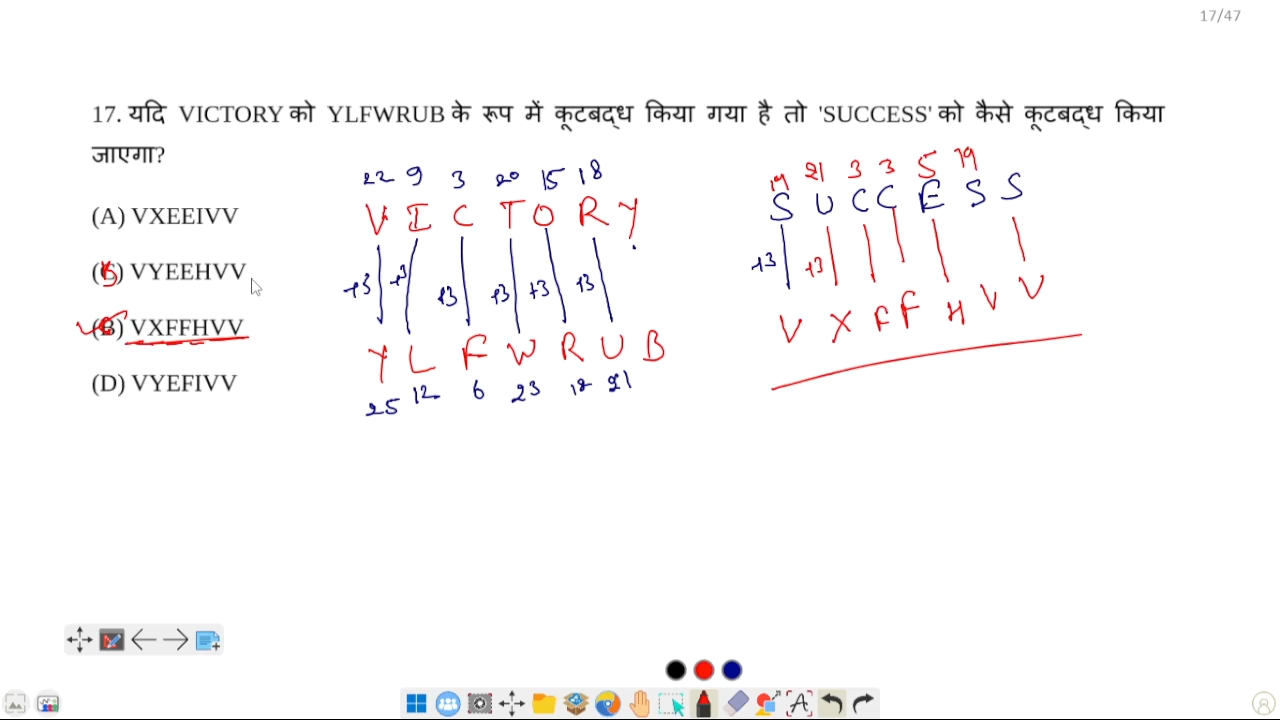 17/47
17. यदि VICTORY को YLFWRUB के रूप में कूटबद्ध किया गया है तो 'SUCCESS' को कैसे कूटबद्ध किया
जाएगा?
22 9 3 20 15 18
19 21 3 3 5 19
V I C T O R Y
S U C C E S S
(A) VXEEIVV
+3 +3 +3 +3 +3 +3
+3 +3
() VYEEHVV
() VXFFHVV
V X F F H V V
Y L F W R U B
25 12 6 23 18 21
(D) VYEFIVV
A